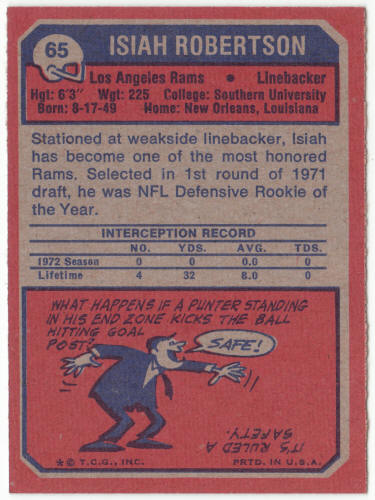 65
ISIAH ROBERTSON
Los Angeles Rams • Linebacker
Hgt: 6'3" Wgt: 225 College: Southern University
Born: 8-17-49 Home: New Orleans, Louisiana
Stationed at weakside linebacker, Isiah
has become one of the most honored
Rams. Selected in 1st round of 1971
draft, he was NFL Defensive Rookie of
the Year.
INTERCEPTION RECORD
NO. YDS. AVG. TDS.
1972 Season 0 0 0.0 0
Lifetime 4 32 8.0 0
WHAT HAPPENS IF A PUNTER STANDING
IN HIS END ZONE KICKS THE BALL
HITTING GOAL
POST?
SAFE!
IT'S RULED A
SAFETY.
* © T.C.G., INC. PRTD. IN U.S.A.